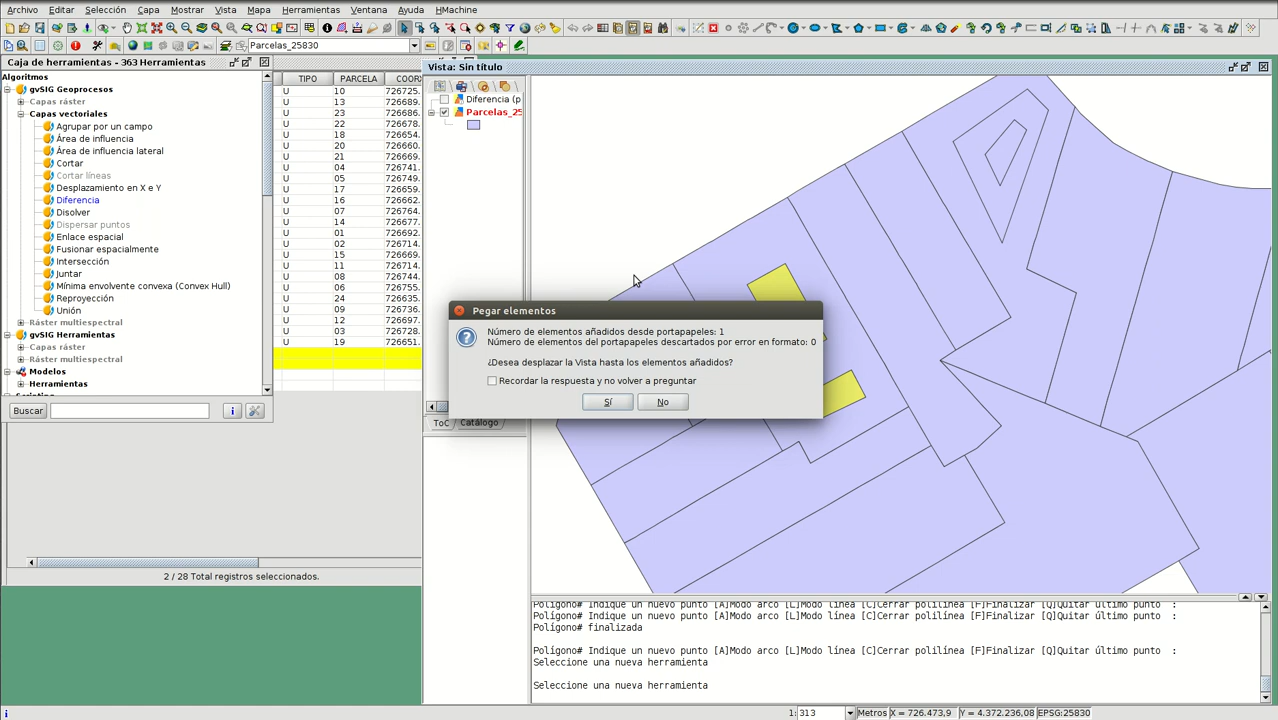 Archivo Editar Selección Capa Mostrar Vista Mapa Herramientas Ventana Ayuda HMachine
Parcelas_25830
Caja de herramientas - 363 Herramientas
Algoritmos
gvSIG Geoprocesos
Capas ráster
Capas vectoriales
Agrupar por un campo
Área de influencia
Área de influencia lateral
Cortar
Cortar líneas
Desplazamiento en X e Y
Diferencia
Disolver
Dispersar puntos
Enlace espacial
Fusionar espacialmente
Intersección
Juntar
Mínima envolvente convexa (Convex Hull)
Reproyección
Unión
Ráster multiespectral
gvSIG Herramientas
Capas ráster
Ráster multiespectral
Modelos
Herramientas
Buscar
TIPO PARCELA COOR
U 10 726725.
U 13 726689.
U 23 726686.
U 22 726678.
U 18 726654.
U 20 726660.
U 21 726669.
U 04 726741.
U 05 726749.
U 17 726659.
U 16 726662.
U 07 726764.
U 14 726677.
U 01 726692.
U 02 726714.
U 15 726669.
U 11 726714.
U 08 726744.
U 06 726755.
U 24 726635.
U 09 726736.
U 12 726697.
U 03 726728.
U 19 726651.
2 / 28 Total registros seleccionados.
Vista: Sin título
Diferencia (p
Parcelas_25
ToC Catálogo
Pegar elementos
Número de elementos añadidos desde portapapeles: 1
Número de elementos del portapapeles descartados por error en formato: 0
¿Desea desplazar la Vista hasta los elementos añadidos?
Recordar la respuesta y no volver a preguntar
Sí No
Polígono# Indique un nuevo punto [A]Modo arco [L]Modo línea [C]Cerrar polilínea [F]Finalizar [Q]Quitar último punto :
Polígono# Indique un nuevo punto [A]Modo arco [L]Modo línea [C]Cerrar polilínea [F]Finalizar [Q]Quitar último punto :
Polígono# finalizada
Polígono# Indique un nuevo punto [A]Modo arco [L]Modo línea [C]Cerrar polilínea [F]Finalizar [Q]Quitar último punto :
Seleccione una nueva herramienta
Seleccione una nueva herramienta
1: 313 Metros X = 726.473,9 Y = 4.372.236,08 EPSG:25830